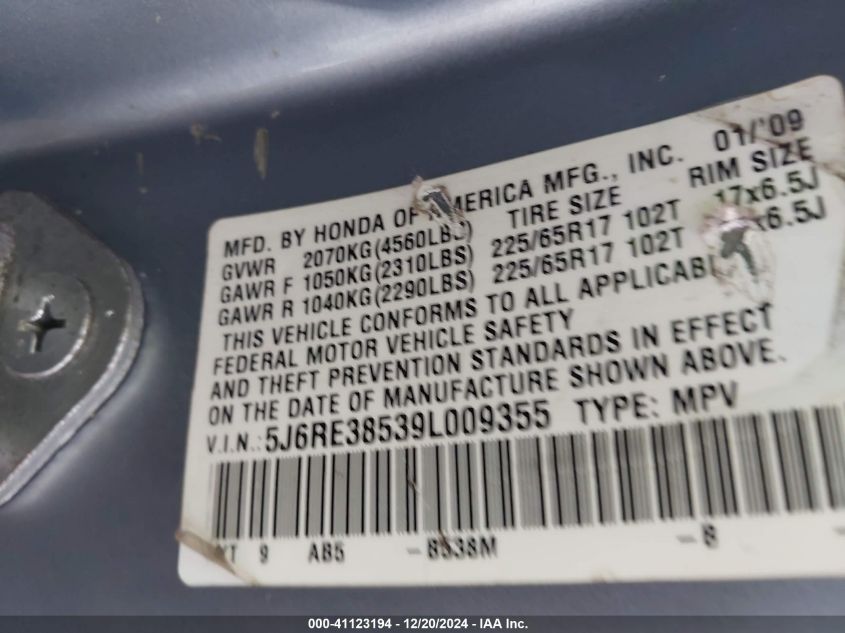 MFD. BY HONDA OF AMERICA MFG., INC. 01/'09
GVWR 2070KG(4560LBS) TIRE SIZE RIM SIZE
GAWR F 1050KG(2310LBS) 225/65R17 102T 17x6.5J
GAWR R 1040KG(2290LBS) 225/65R17 102T x6.5J
THIS VEHICLE CONFORMS TO ALL APPLICABLE
FEDERAL MOTOR VEHICLE SAFETY
AND THEFT PREVENTION STANDARDS IN EFFECT
ON THE DATE OF MANUFACTURE SHOWN ABOVE.
V.I.N.: 5J6RE38539L009355 TYPE: MPV
9 AB5 -B538M -B -
000-41123194 - 12/20/2024 - IAA Inc.